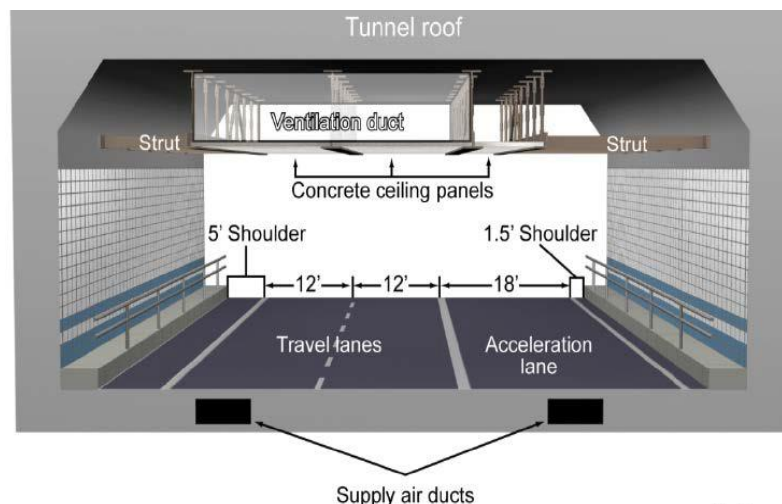 Tunnel roof
Ventilation duct
Strut
Strut
Concrete ceiling panels
5' Shoulder
1.5' Shoulder
12'
12'
18'
Travel lanes
Acceleration
lane
Supply air ducts